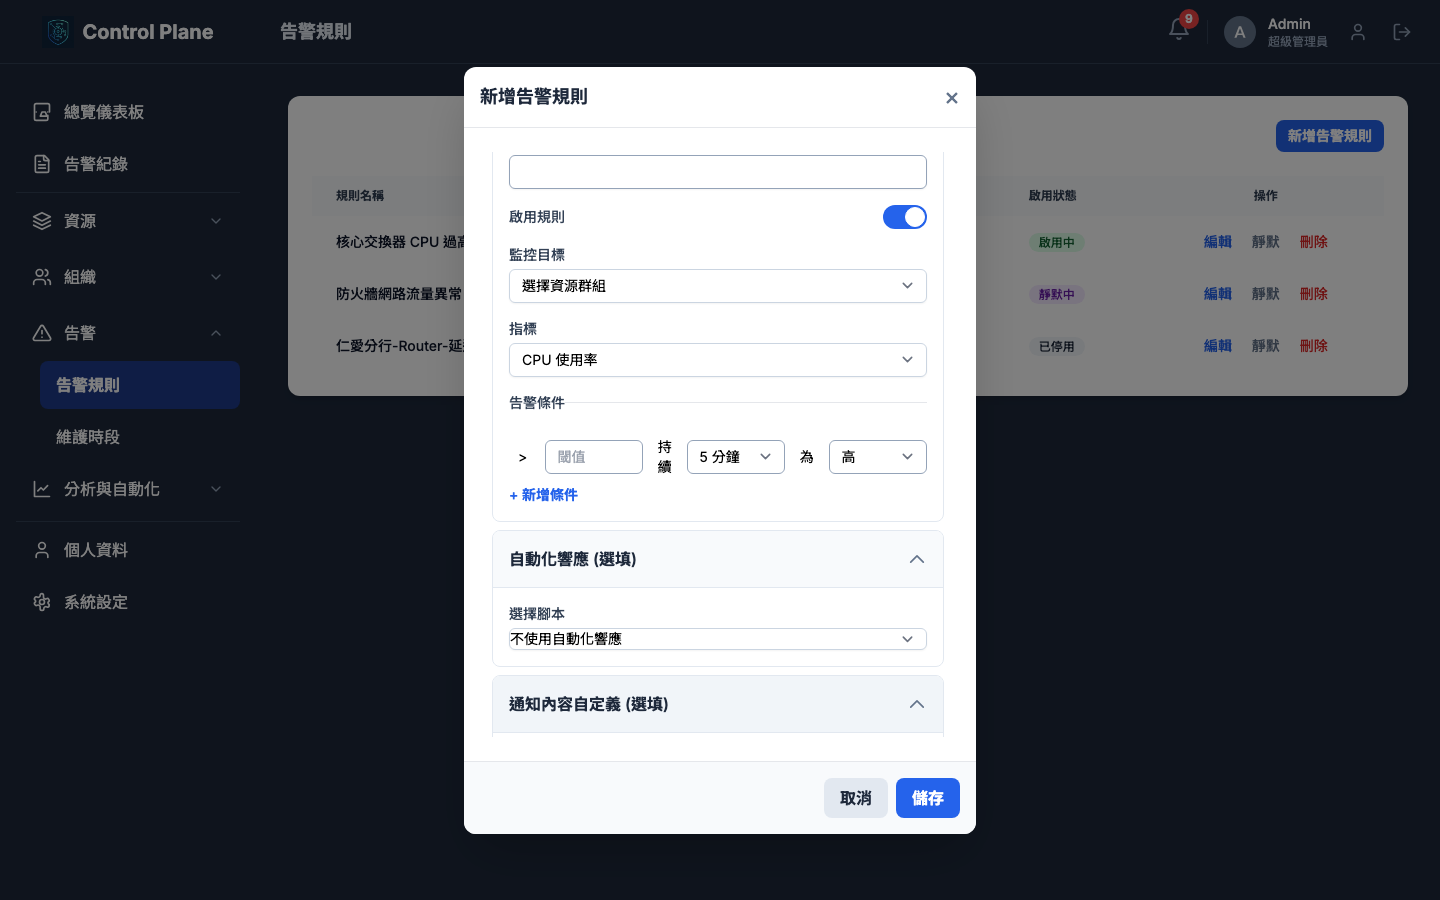 Control Plane
告警規則
9
A
Admin
超級管理員
總覽儀表板
告警紀錄
資源
組織
告警
告警規則
維護時段
分析與自動化
個人資料
系統設定
新增告警規則
規則名稱
啟用狀態
操作
核心交換器 CPU 過高
啟用中
編輯
靜默
刪除
防火牆網路流量異常
靜默中
編輯
靜默
刪除
仁愛分行-Router-延
已停用
編輯
靜默
刪除
新增告警規則
×
啟用規則
監控目標
選擇資源群組
指標
CPU 使用率
告警條件
>
閾值
持
續
5 分鐘
為
高
+ 新增條件
自動化響應 (選填)
選擇腳本
不使用自動化響應
通知內容自定義 (選填)
取消
儲存